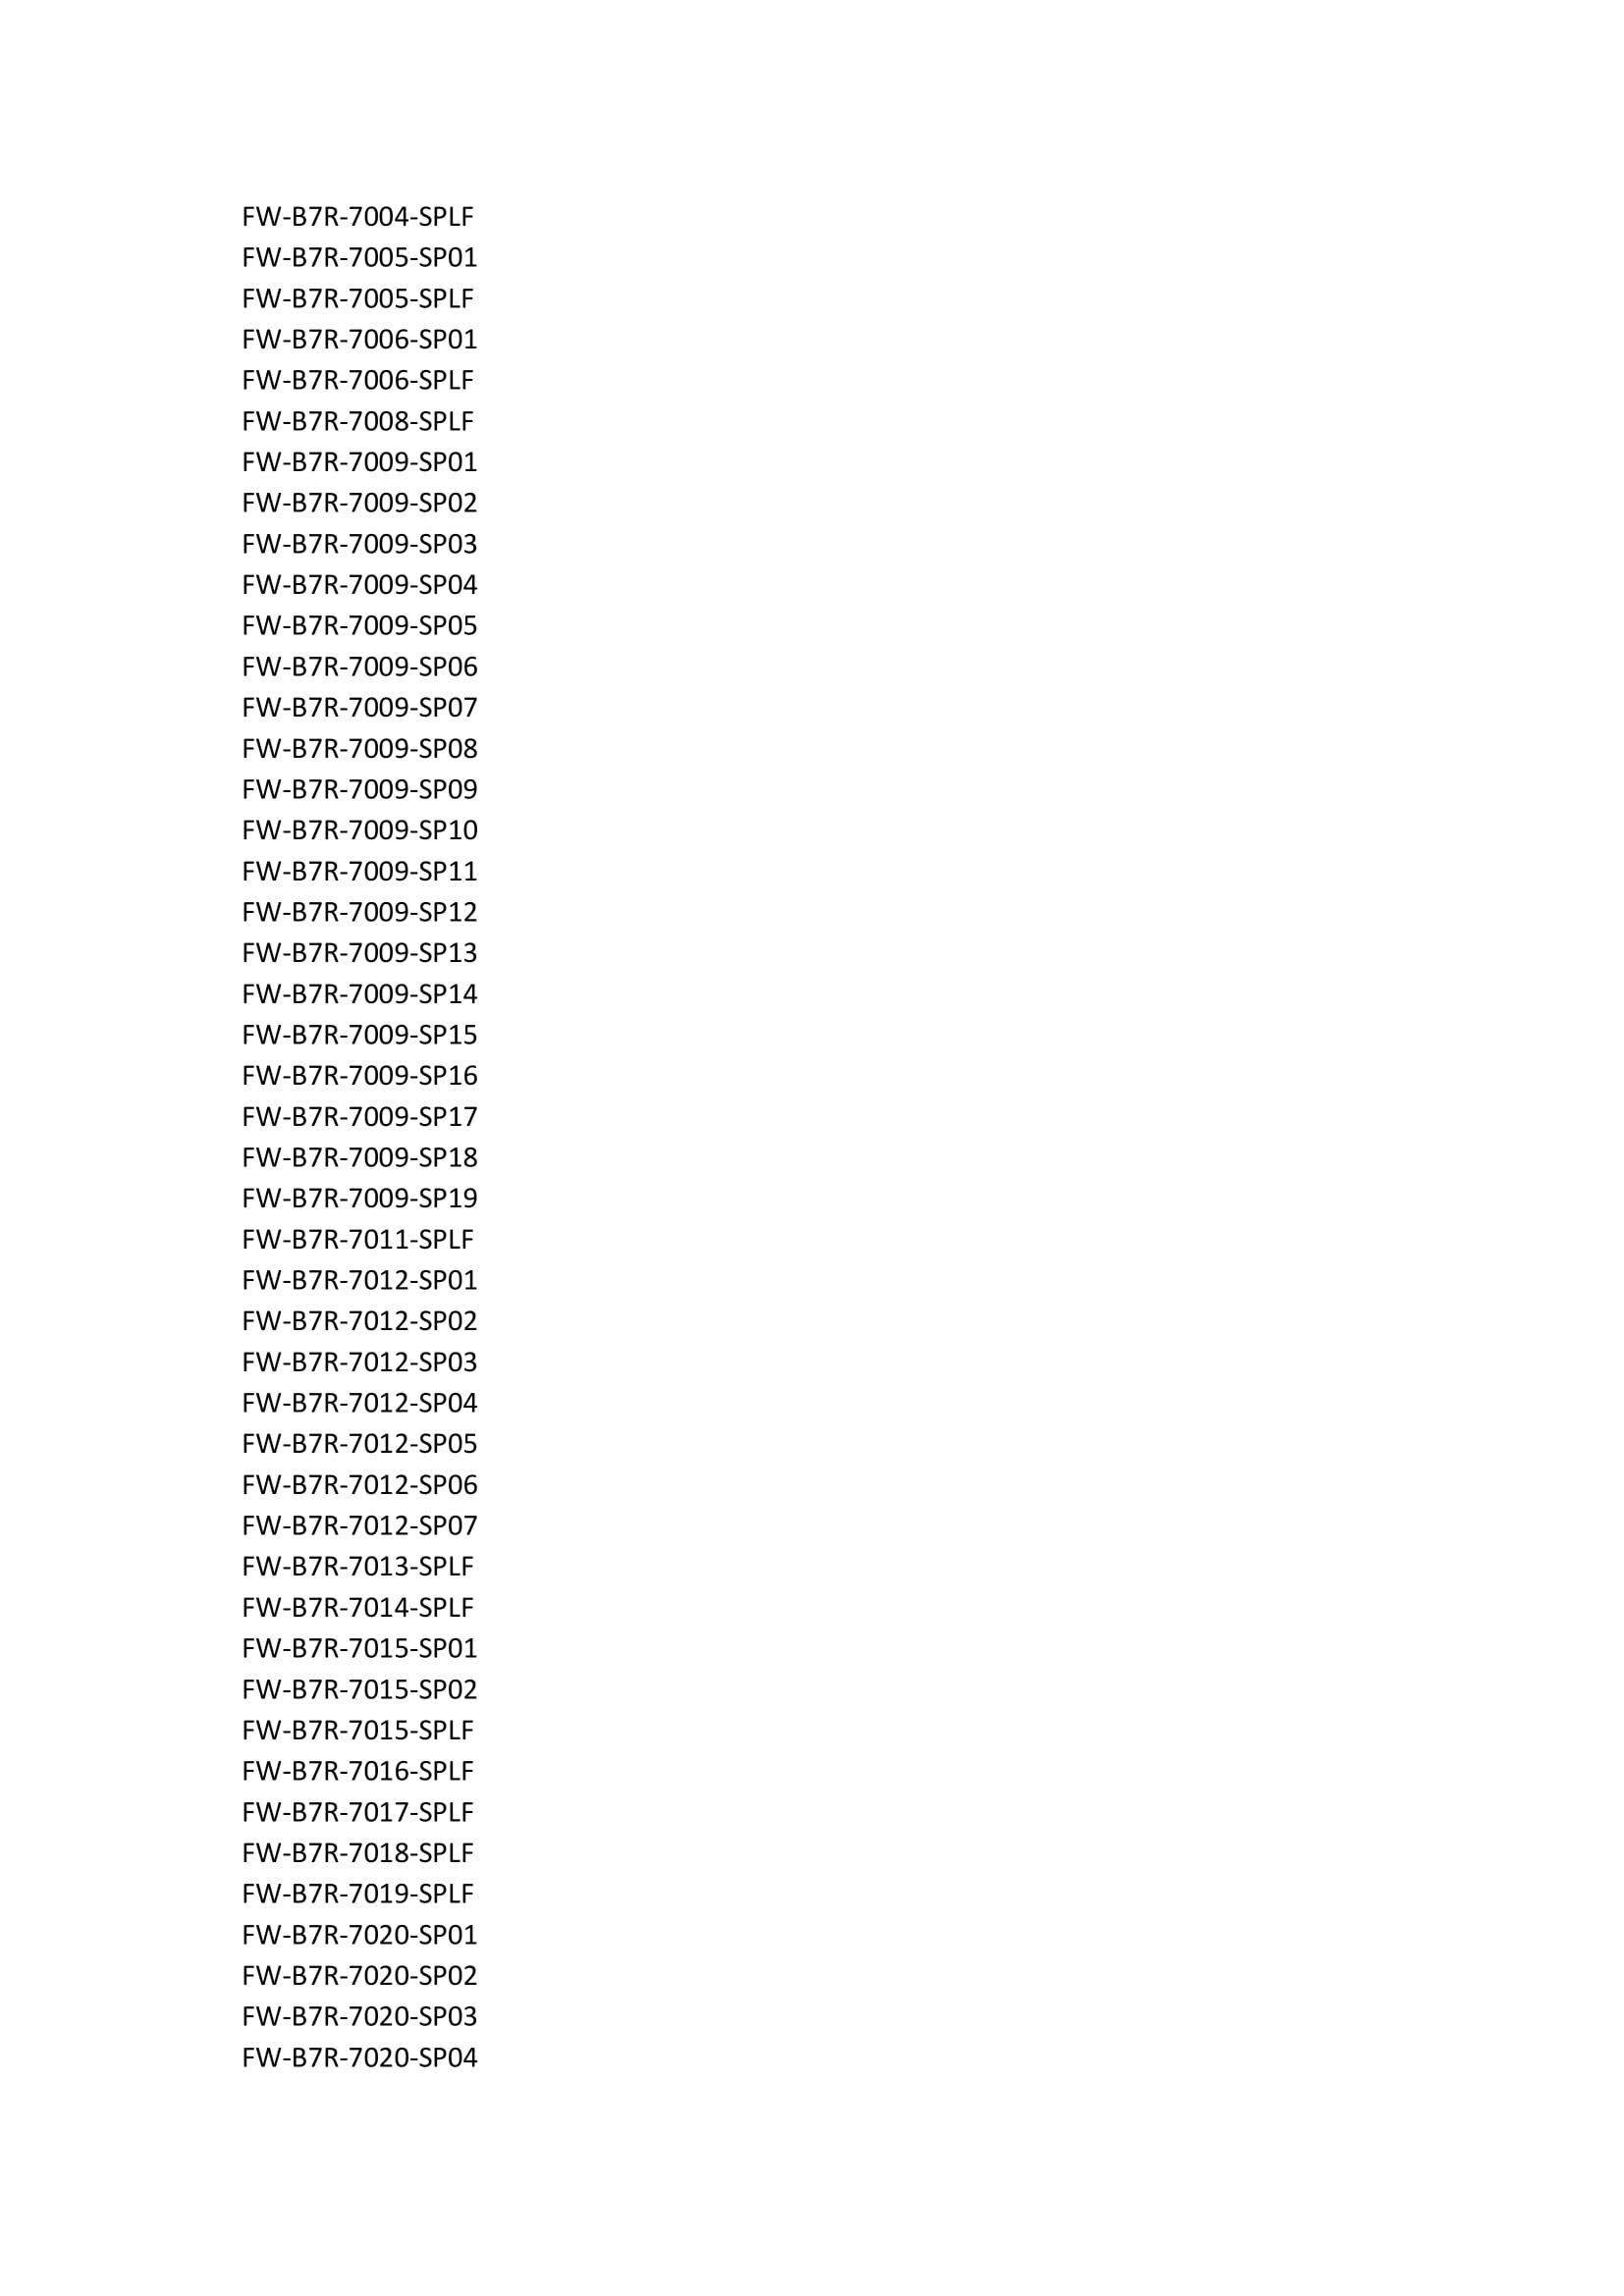 FW-B7R-7004-SPLF
FW-B7R-7005-SP01
FW-B7R-7005-SPLF
FW-B7R-7006-SP01
FW-B7R-7006-SPLF
FW-B7R-7008-SPLF
FW-B7R-7009-SP01
FW-B7R-7009-SP02
FW-B7R-7009-SP03
FW-B7R-7009-SP04
FW-B7R-7009-SP05
FW-B7R-7009-SP06
FW-B7R-7009-SP07
FW-B7R-7009-SP08
FW-B7R-7009-SP09
FW-B7R-7009-SP10
FW-B7R-7009-SP11
FW-B7R-7009-SP12
FW-B7R-7009-SP13
FW-B7R-7009-SP14
FW-B7R-7009-SP15
FW-B7R-7009-SP16
FW-B7R-7009-SP17
FW-B7R-7009-SP18
FW-B7R-7009-SP19
FW-B7R-7011-SPLF
FW-B7R-7012-SP01
FW-B7R-7012-SP02
FW-B7R-7012-SP03
FW-B7R-7012-SP04
FW-B7R-7012-SP05
FW-B7R-7012-SP06
FW-B7R-7012-SP07
FW-B7R-7013-SPLF
FW-B7R-7014-SPLF
FW-B7R-7015-SP01
FW-B7R-7015-SP02
FW-B7R-7015-SPLF
FW-B7R-7016-SPLF
FW-B7R-7017-SPLF
FW-B7R-7018-SPLF
FW-B7R-7019-SPLF
FW-B7R-7020-SP01
FW-B7R-7020-SP02
FW-B7R-7020-SP03
FW-B7R-7020-SP04